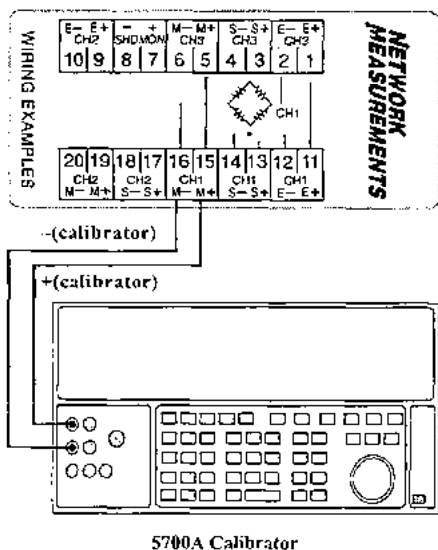 E- E+ - + M- M+ S- S+ E- E+
CH2 SHD MON CH3 CH3 CH3
10 9 8 7 6 5 4 3 2 1
WIRING EXAMPLES
CH1
NETWORK
MEASUREMENTS
20 19 18 17 16 15 14 13 12 11
CH2 CH2 CH1 CH1 CH1
M- M+ S- S+ M- M+ S- S+ E- E+
-(calibrator)
+(calibrator)
5700A Calibrator